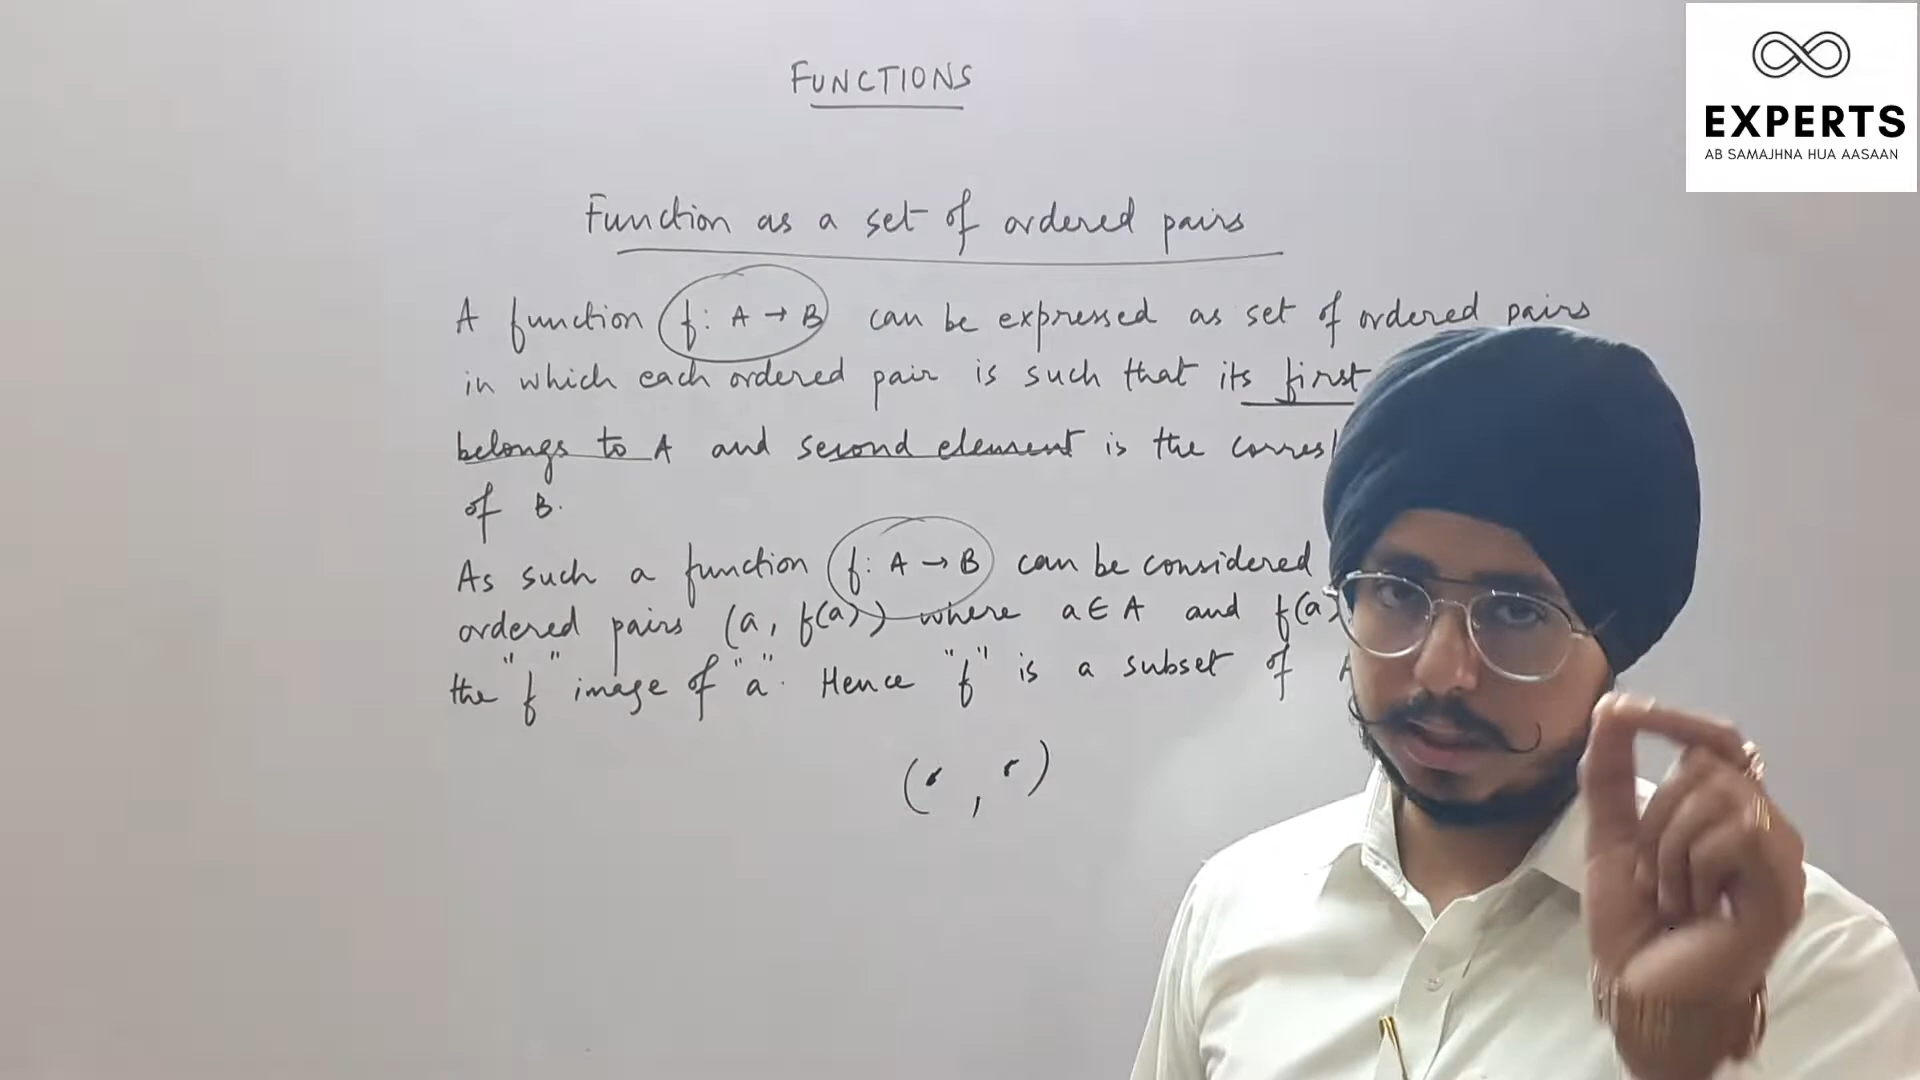 FUNCTIONS
EXPERTS
AB SAMAJHNA HUA AASAAN
Function as a set of ordered pairs
A function f: A → B can be expressed as set of ordered pairs
in which each ordered pair is such that its first
belongs to A and second element is the
of B.
As such a function f: A → B can be considered
ordered pairs (a, f(a)) where a ∈ A and f(a)
the "f" image of "a". Hence "f" is a subset of
( , )